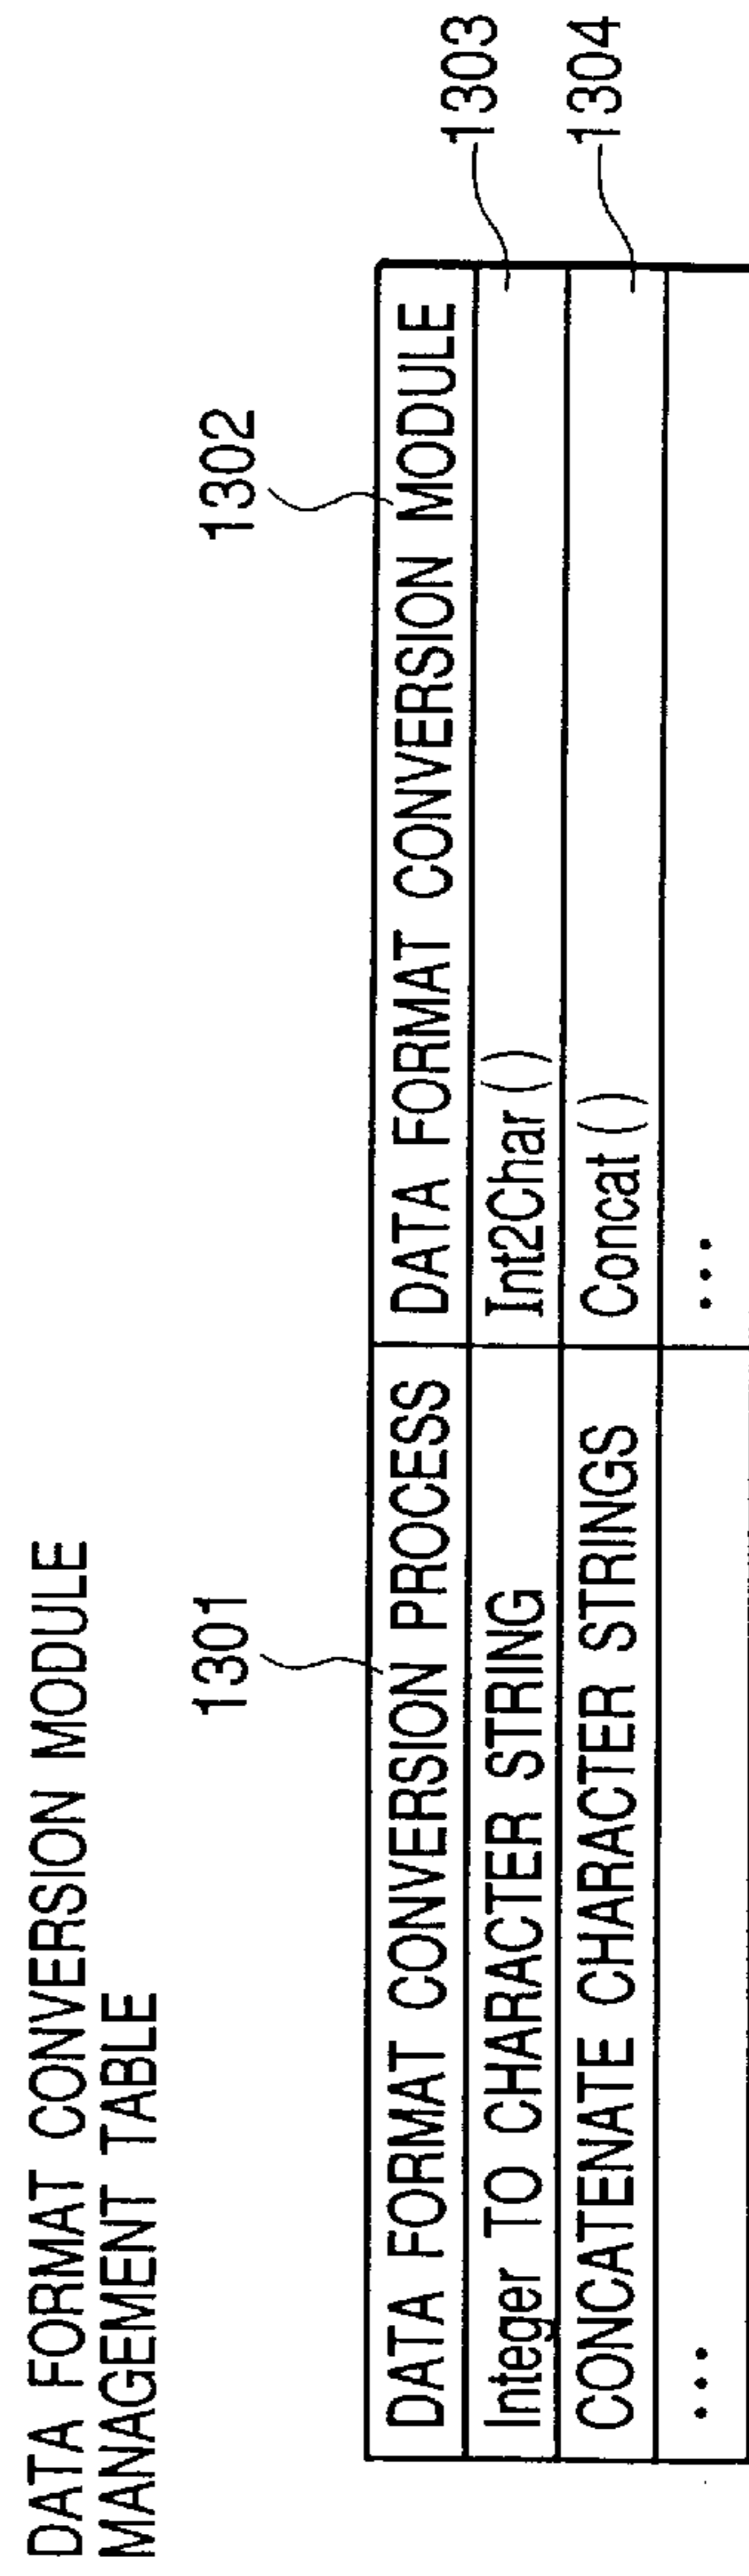 DATA FORMAT CONVERSION MODULE
MANAGEMENT TABLE
1301
1302
DATA FORMAT CONVERSION PROCESS DATA FORMAT CONVERSION MODULE
Integer TO CHARACTER STRING Int2Char () 1303
CONCATENATE CHARACTER STRINGS Concat () 1304
... ...